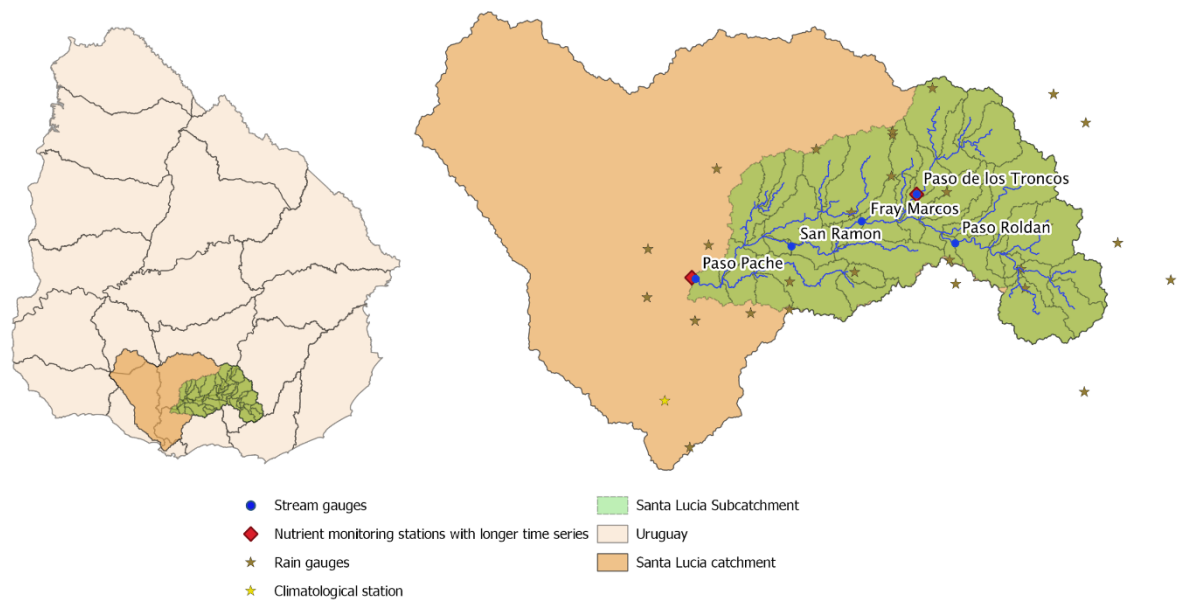 Paso de los Troncos
Fray Marcos
Paso Roldan
San Ramon
Paso Pache
Stream gauges
Nutrient monitoring stations with longer time series
Rain gauges
Climatological station
Santa Lucia Subcatchment
Uruguay
Santa Lucia catchment